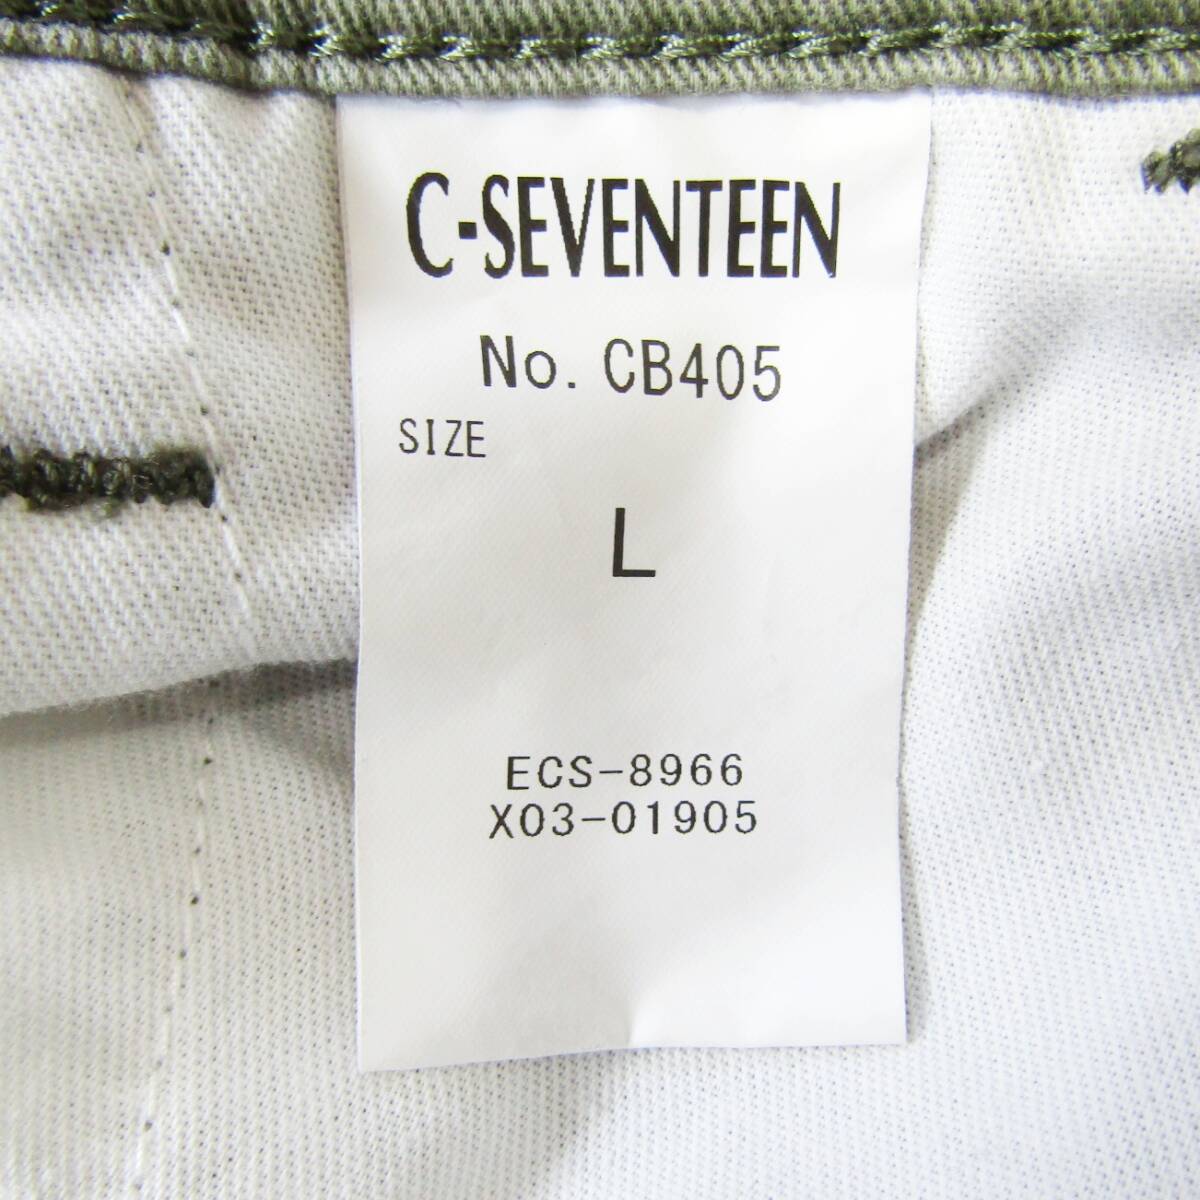 C-SEVENTEEN
No. CB405
SIZE
L
ECS-8966
X03-01905